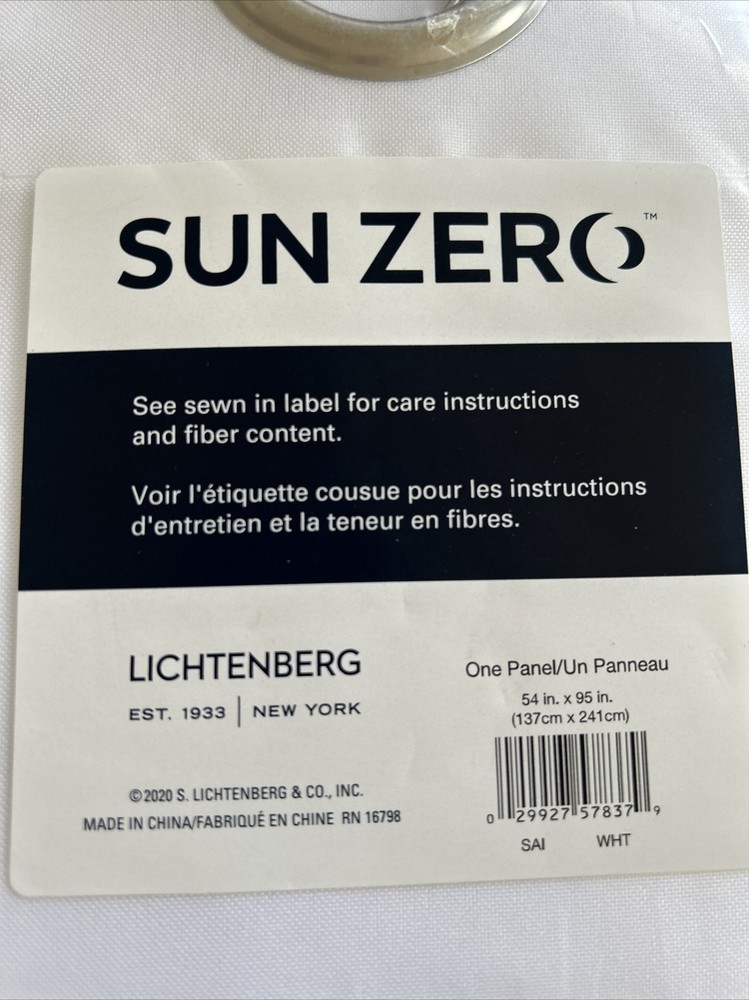 SUN ZERO™
See sewn in label for care instructions
and fiber content.
Voir l'étiquette cousue pour les instructions
d'entretien et la teneur en fibres.
LICHTENBERG
EST. 1933 | NEW YORK
©2020 S. LICHTENBERG & CO., INC.
MADE IN CHINA/FABRIQUÉ EN CHINE RN 16798
One Panel/Un Panneau
54 in. x 95 in.
(137cm x 241cm)
0 29927 57837 9
SAI WHT